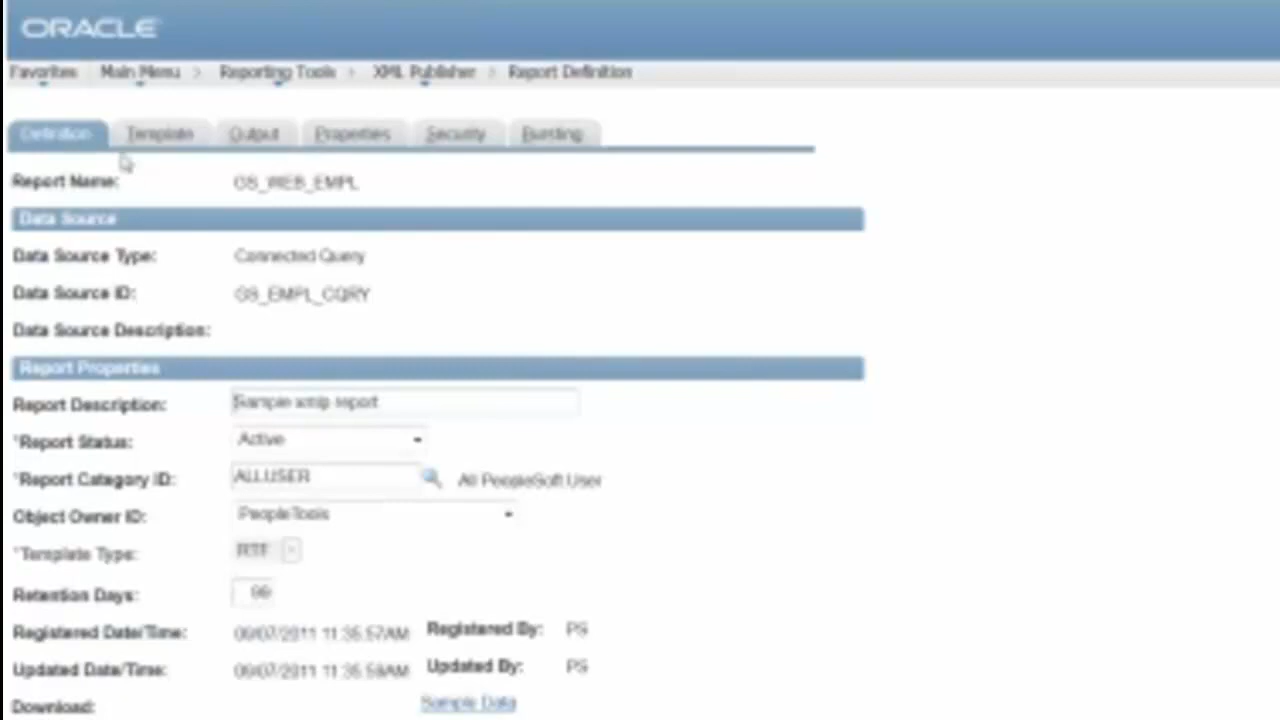 ORACLE
Favorites Main Menu > Reporting Tools > XML Publisher > Report Definition
Definition Template Output Properties Security Bursting
Report Name: GS_WEB_EMPL
Data Source
Data Source Type: Connected Query
Data Source ID: GS_EMPL_CQRY
Data Source Description:
Report Properties
Report Description: Sample xmlp report
*Report Status: Active
*Report Category ID: ALLUSER All PeopleSoft User
Object Owner ID: PeopleTools
*Template Type: RTF
Retention Days:
Registered Date/Time: Registered By: PS
Updated Date/Time: Updated By: PS
Download: Sample Data